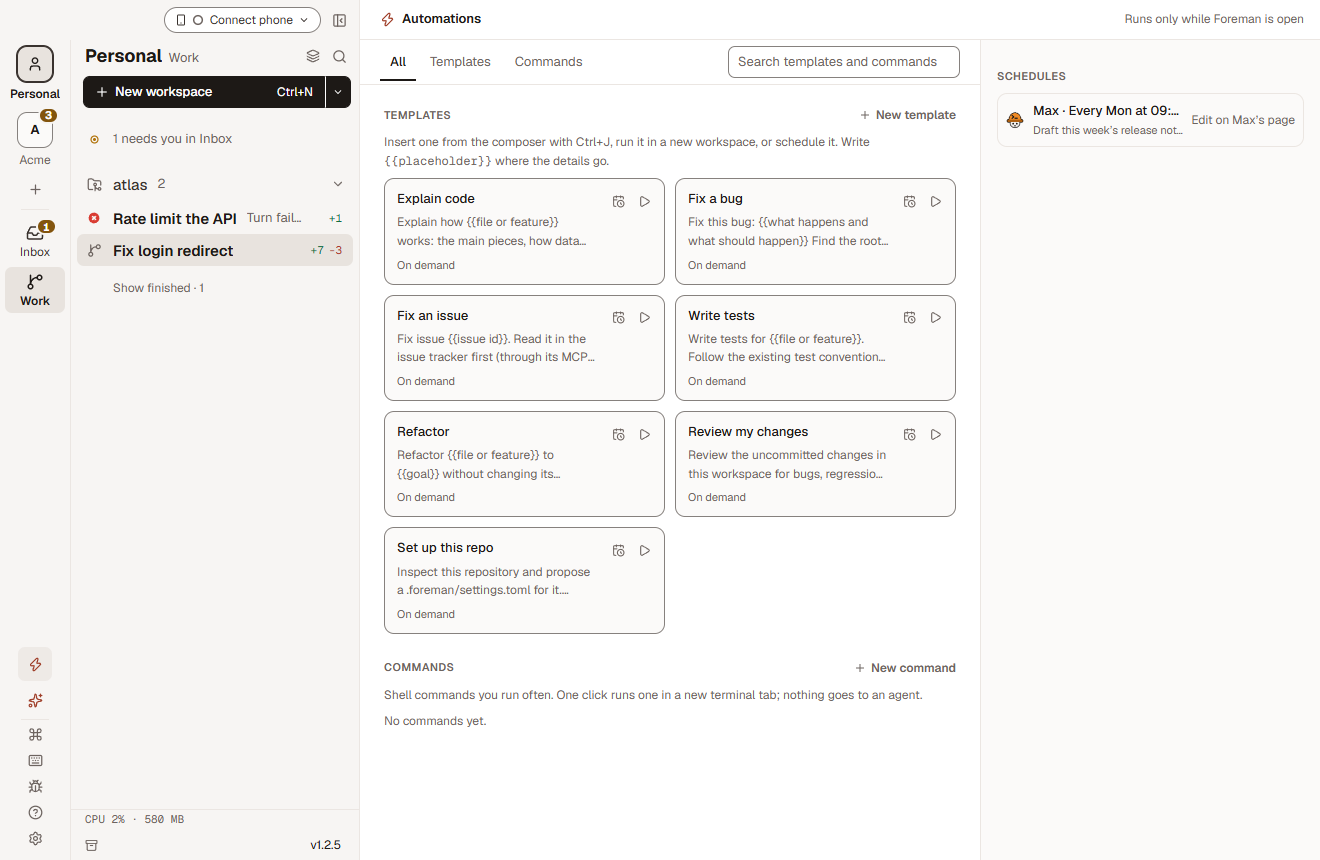 Connect phone
Automations
Runs only while Foreman is open
Personal
3
A
Acme
1
Inbox
Work
Personal Work
New workspace Ctrl+N
1 needs you in Inbox
atlas 2
Rate limit the API Turn fail... +1
Fix login redirect +7 -3
Show finished · 1
CPU 2% · 580 MB
v1.2.5
All Templates Commands
Search templates and commands
TEMPLATES
+ New template
Insert one from the composer with Ctrl+J, run it in a new workspace, or schedule it. Write
{{placeholder}} where the details go.
Explain code
Explain how {{file or feature}}
works: the main pieces, how data...
On demand
Fix a bug
Fix this bug: {{what happens and
what should happen}} Find the root...
On demand
Fix an issue
Fix issue {{issue id}}. Read it in the
issue tracker first (through its MCP...
On demand
Write tests
Write tests for {{file or feature}}.
Follow the existing test convention...
On demand
Refactor
Refactor {{file or feature}} to
{{goal}} without changing its...
On demand
Review my changes
Review the uncommitted changes in
this workspace for bugs, regressio...
On demand
Set up this repo
Inspect this repository and propose
a .foreman/settings.toml for it....
On demand
COMMANDS
+ New command
Shell commands you run often. One click runs one in a new terminal tab; nothing goes to an agent.
No commands yet.
SCHEDULES
Max · Every Mon at 09:...
Draft this week's release not...
Edit on Max's page